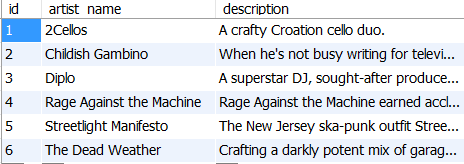 id artist_name description
1 2Cellos A crafty Croation cello duo.
2 Childish Gambino When he's not busy writing for televi...
3 Diplo A superstar DJ, sought-after produce...
4 Rage Against the Machine Rage Against the Machine earned accl...
5 Streetlight Manifesto The New Jersey ska-punk outfit Stree...
6 The Dead Weather Crafting a darkly potent mix of garag...